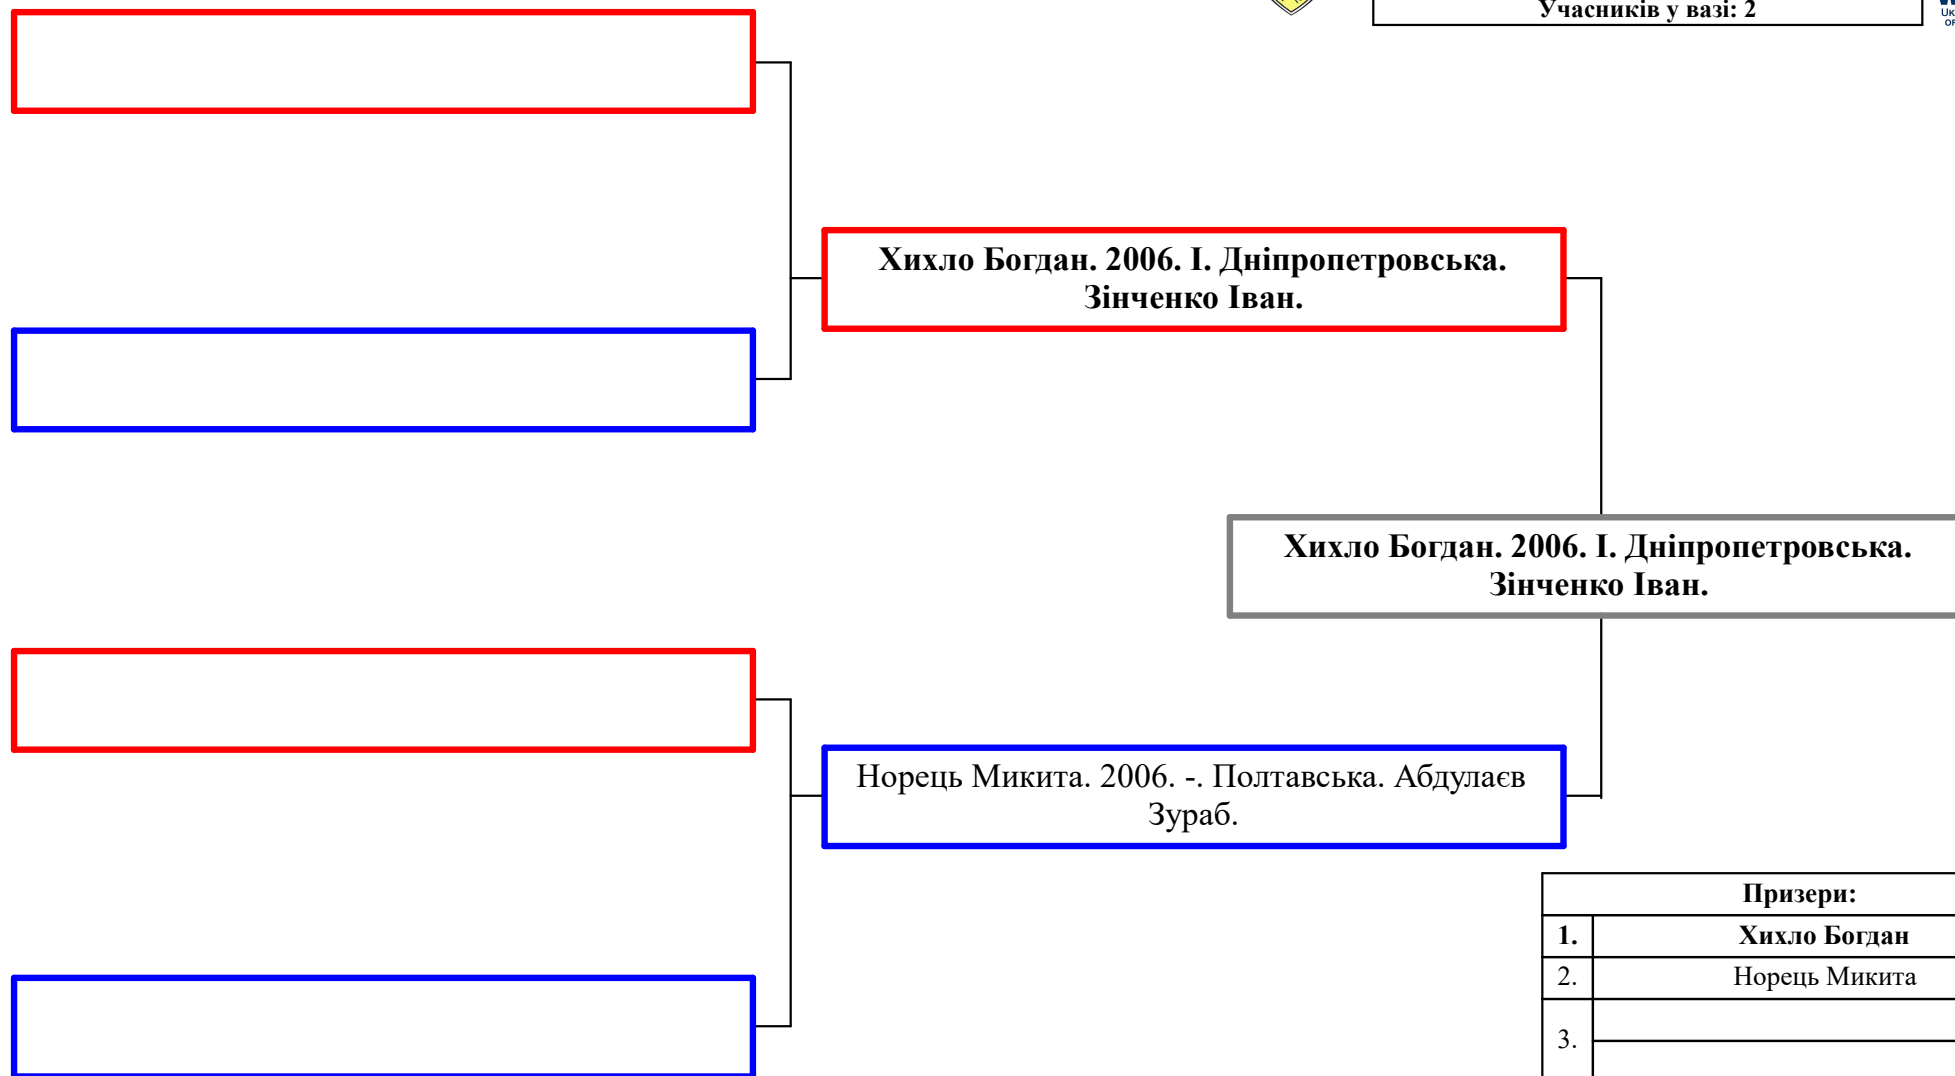 Учасників у вазі: 2
Хихло Богдан. 2006. І. Дніпропетровська.
Зінченко Іван.
Хихло Богдан. 2006. І. Дніпропетровська.
Зінченко Іван.
Норець Микита. 2006. -. Полтавська. Абдулаєв
Зураб.
Призери:
1. Хихло Богдан
2. Норець Микита
3.